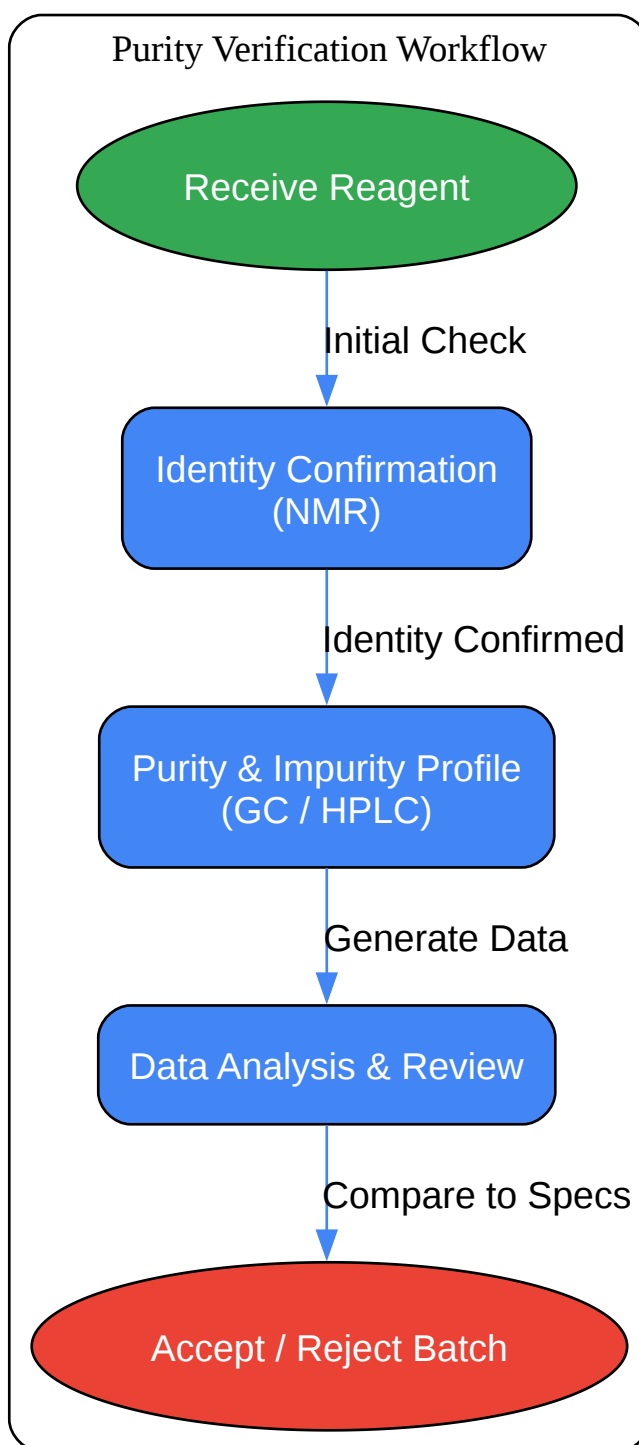 Purity Verification Workflow
Receive Reagent
Initial Check
Identity Confirmation
(NMR)
Identity Confirmed
Purity & Impurity Profile
(GC / HPLC)
Generate Data
Data Analysis & Review
Compare to Specs
Accept / Reject Batch